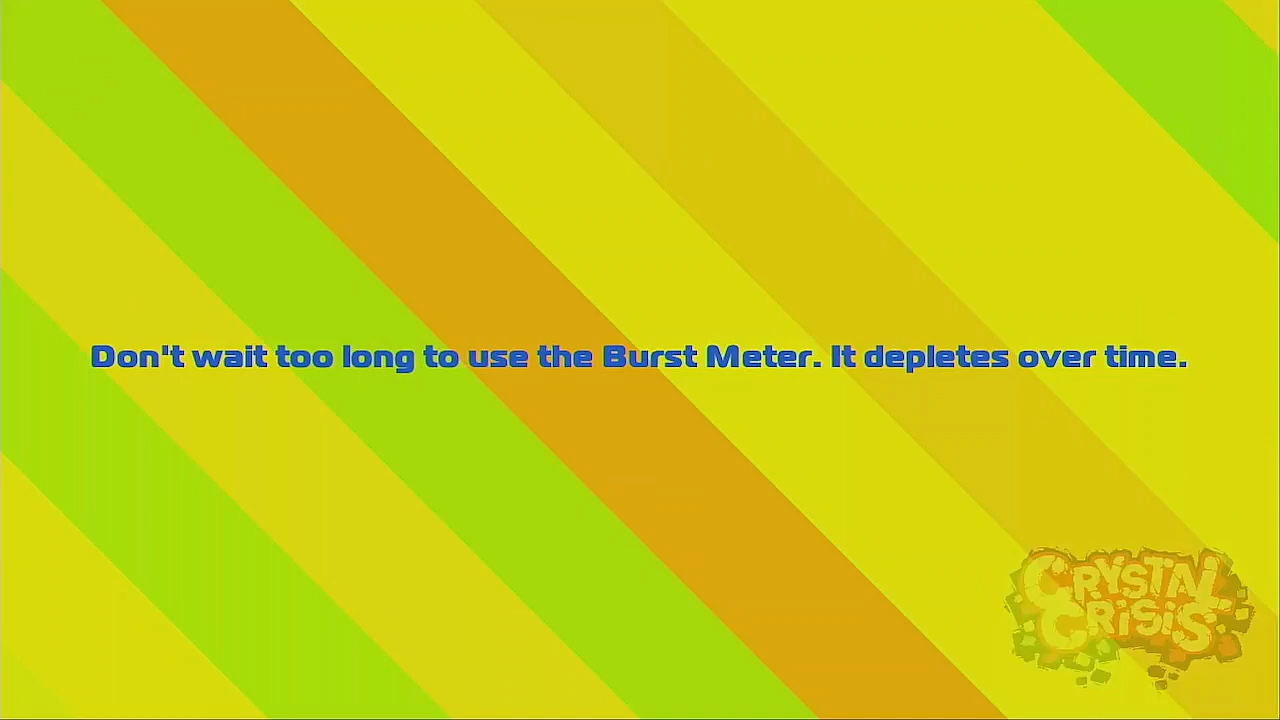 Don't wait too long to use the Burst Meter. It depletes over time.
CRYSTAL
CRISIS